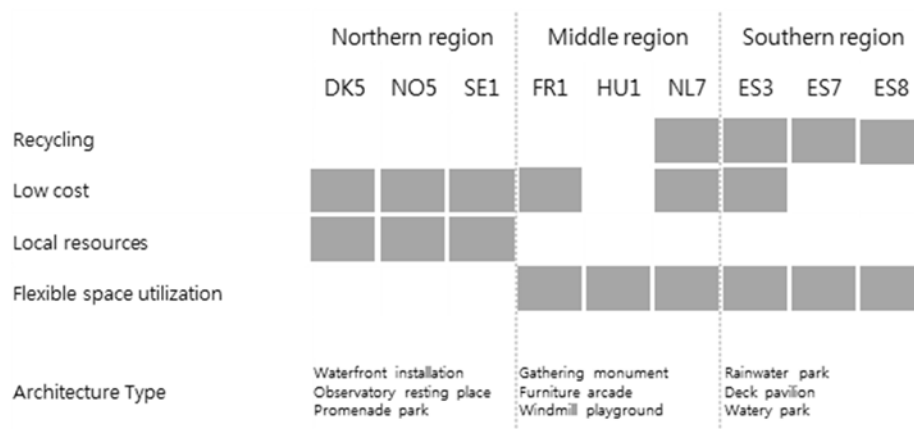 Northern region Middle region Southern region
DK5 NO5 SE1 FR1 HU1 NL7 ES3 ES7 ES8
Recycling
Low cost
Local resources
Flexible space utilization
Architecture Type
Waterfront installation
Observatory resting place
Promenade park
Gathering monument
Furniture arcade
Windmill playground
Rainwater park
Deck pavilion
Watery park